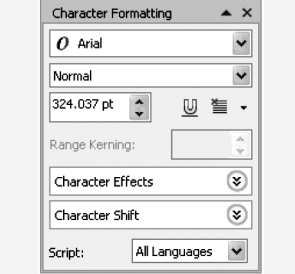 Character Formatting
O Arial
Normal
324.037 pt
U
Range Kerning:
Character Effects
Character Shift
Script: All Languages